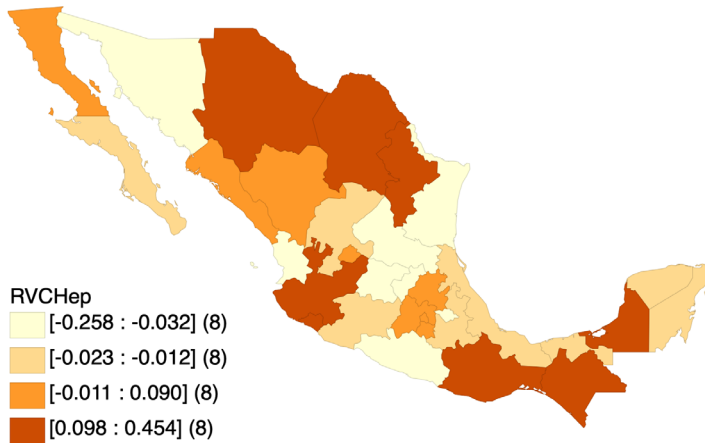 RVCHep
[-0.258 : -0.032] (8)
[-0.023 : -0.012] (8)
[-0.011 : 0.090] (8)
[0.098 : 0.454] (8)